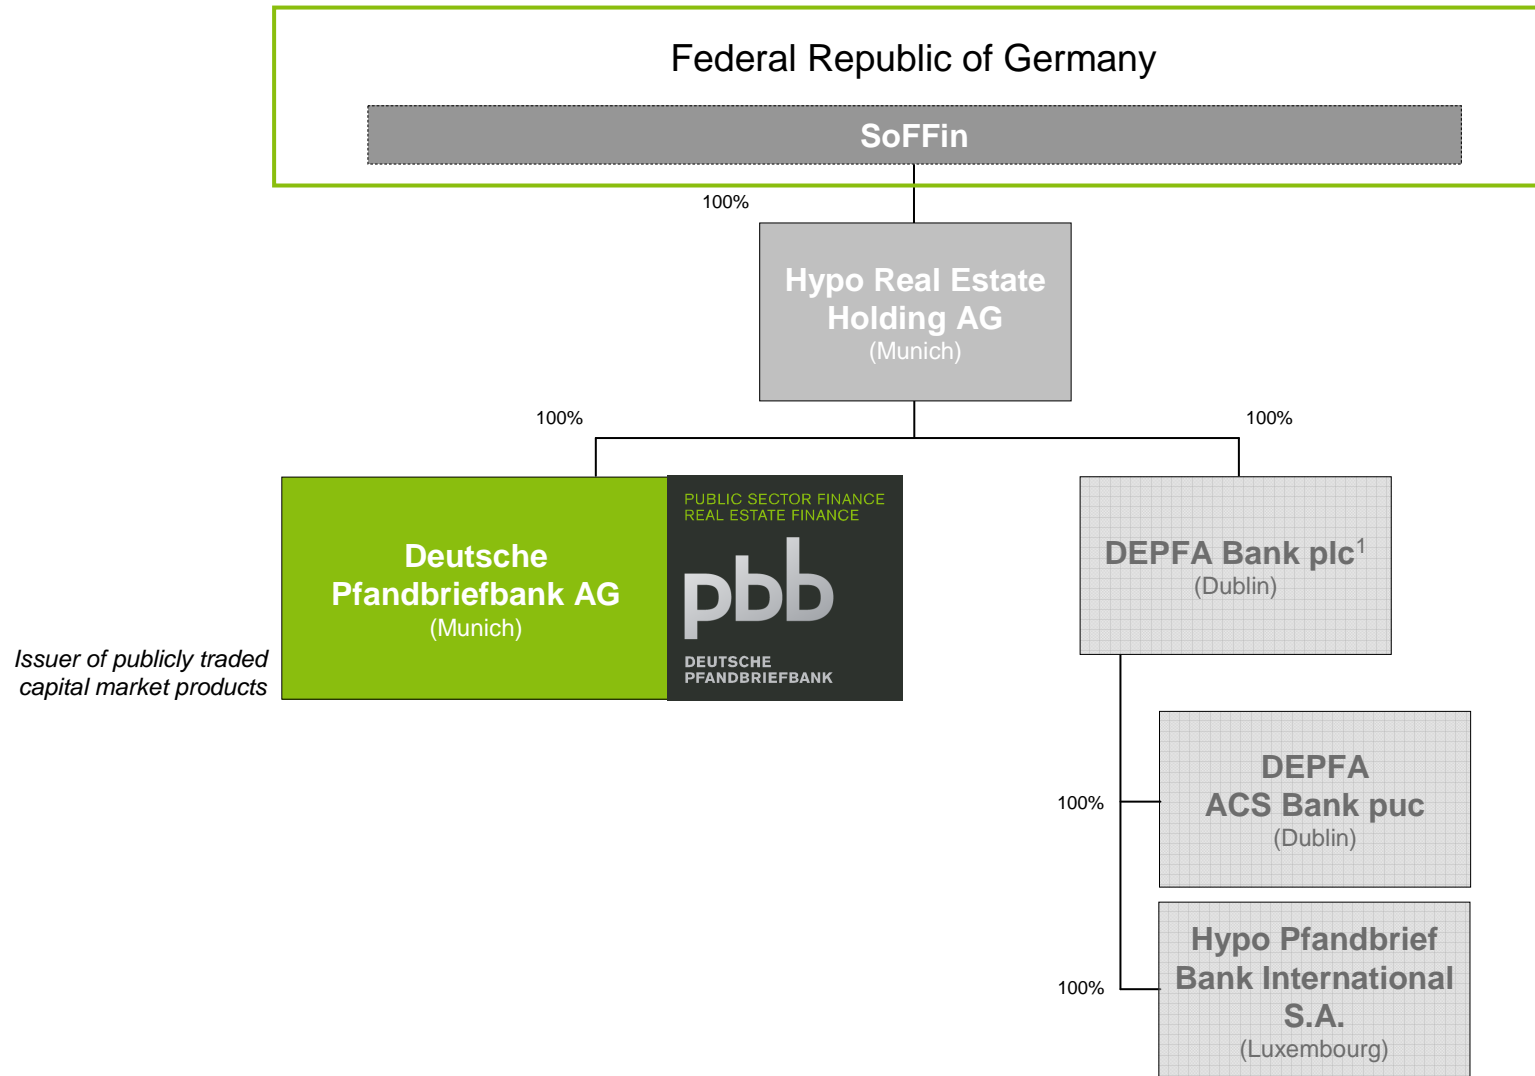 Federal Republic of Germany
SoFFin
100%
Hypo Real Estate
Holding AG
(Munich)
100%
100%
Deutsche
Pfandbriefbank AG
(Munich)
PUBLIC SECTOR FINANCE
REAL ESTATE FINANCE
pbb
DEUTSCHE
PFANDBRIEFBANK
Issuer of publicly traded
capital market products
DEPFA Bank plc¹
(Dublin)
100%
DEPFA
ACS Bank puc
(Dublin)
100%
Hypo Pfandbrief
Bank International
S.A.
(Luxembourg)